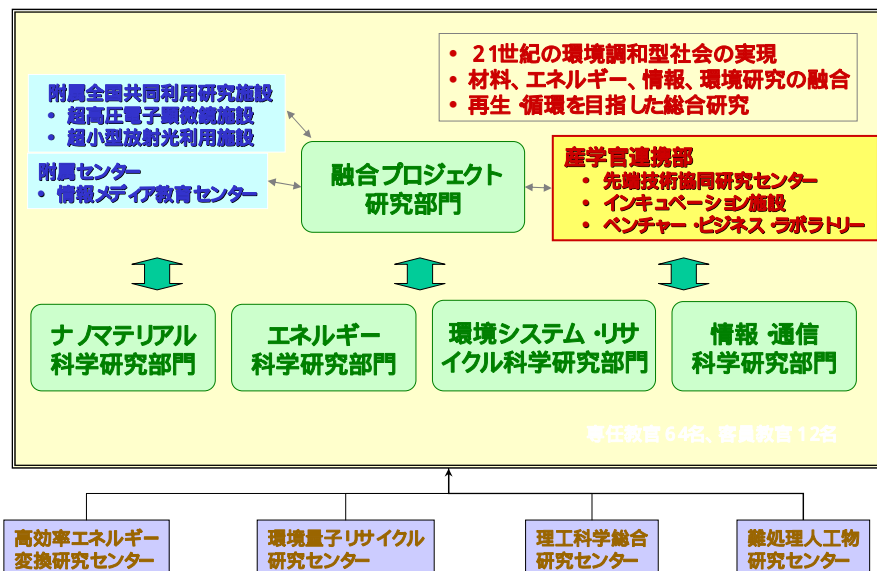 • 21世紀の環境調和型社会の実現
• 材料、エネルギー、情報、環境研究の融合
• 再生・循環を目指した総合研究
附属全国共同利用研究施設
• 超高圧電子顕微鏡施設
• 超小型放射光利用施設
附属センター
• 情報メディア教育センター
融合プロジェクト
研究部門
産学官連携部
• 先端技術協同研究センター
• インキュベーション施設
• ベンチャー・ビジネス・ラボラトリー
ナノマテリアル
科学研究部門
エネルギー
科学研究部門
環境システム・リサ
イクル科学研究部門
情報・通信
科学研究部門
専任教官64名、客員教官12名
高効率エネルギー
変換研究センター
環境量子リサイクル
研究センター
理工科学総合
研究センター
難処理人工物
研究センター